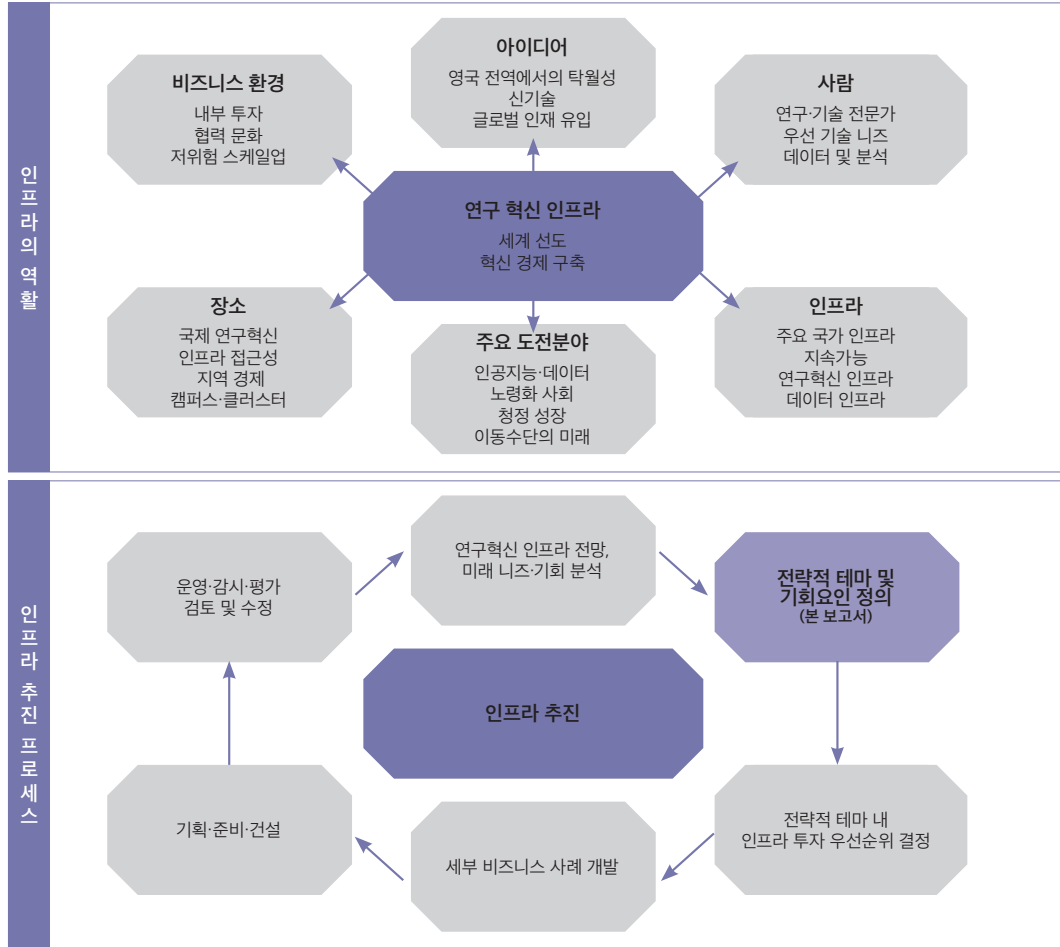 인프라의 역활
아이디어
영국 전역에서의 탁월성
신기술
글로벌 인재 유입
비즈니스 환경
내부 투자
협력 문화
저위험 스케일업
사람
연구·기술 전문가
우선 기술 니즈
데이터 및 분석
연구 혁신 인프라
세계 선도
혁신 경제 구축
장소
국제 연구혁신
인프라 접근성
지역 경제
캠퍼스·클러스터
주요 도전분야
인공지능·데이터
노령화 사회
청정 성장
이동수단의 미래
인프라
주요 국가 인프라
지속가능
연구혁신 인프라
데이터 인프라
인프라 추진 프로세스
운영·감시·평가
검토 및 수정
연구혁신 인프라 전망,
미래 니즈·기회 분석
전략적 테마 및
기회요인 정의
(본 보고서)
인프라 추진
기획·준비·건설
세부 비즈니스 사례 개발
전략적 테마 내
인프라 투자 우선순위 결정